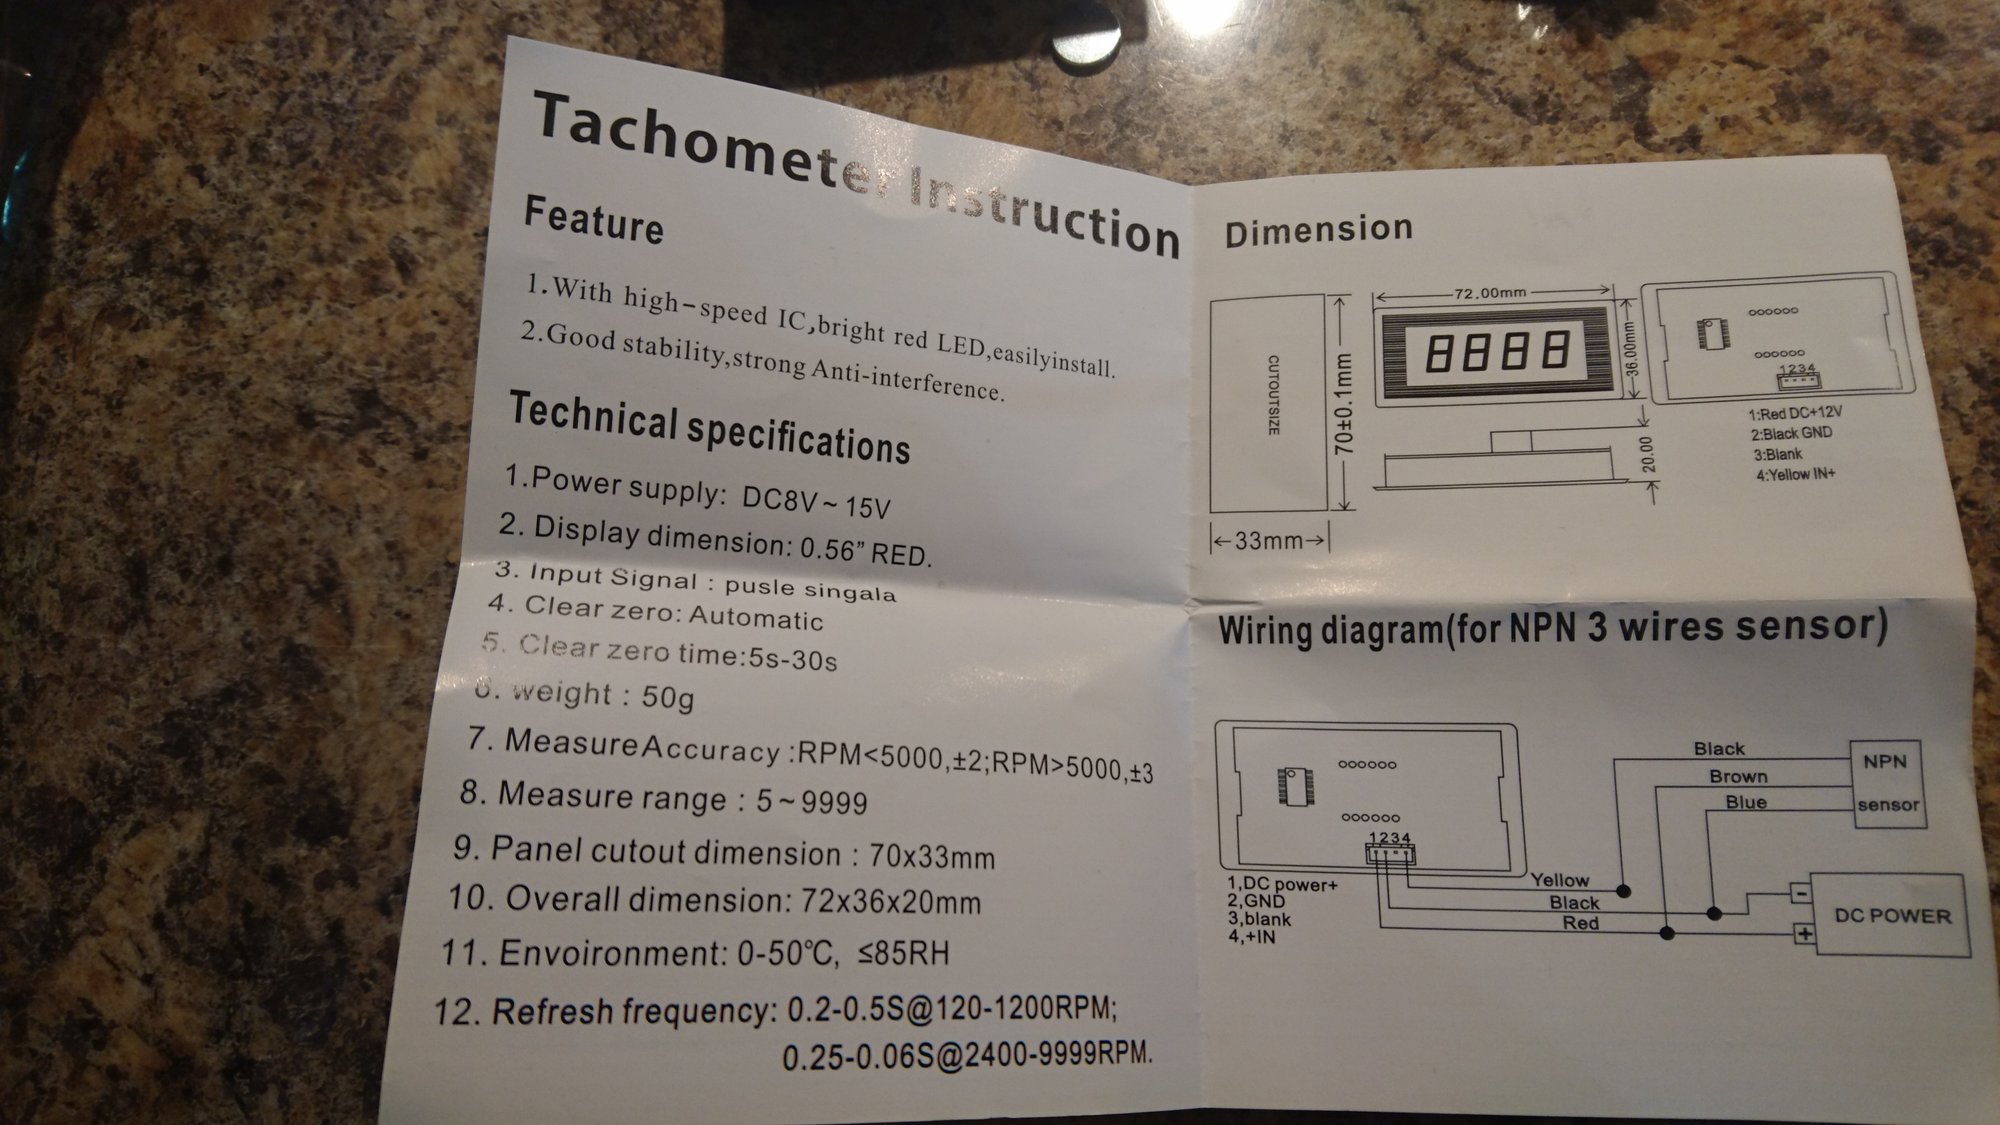 Tachometer Instruction
Feature
1.With high-speed IC,bright red LED,easilyinstall.
2.Good stability,strong Anti-interference.
Technical specifications
1.Power supply: DC8V~15V
2. Display dimension: 0.56" RED.
3. Input Signal : pusle singala
4. Clear zero: Automatic
5. Clear zero time:5s-30s
6. weight : 50g
7. MeasureAccuracy :RPM<5000,±2;RPM>5000,±3
8. Measure range : 5~9999
9. Panel cutout dimension : 70x33mm
10. Overall dimension: 72x36x20mm
11. Envoironment: 0-50℃, ≤85RH
12. Refresh frequency: 0.2-0.5S@120-1200RPM;
0.25-0.06S@2400-9999RPM.
Dimension
CUTOUTSIZE
70±0.1mm
33mm
72.00mm
8888
36.00mm
20.00
1234
1:Red DC+12V
2:Black GND
3:Blank
4:Yellow IN+
Wiring diagram(for NPN 3 wires sensor)
1234
1,DC power+
2,GND
3,blank
4,+IN
Black
Brown
Blue
NPN
sensor
Yellow
Black
Red
-
+
DC POWER